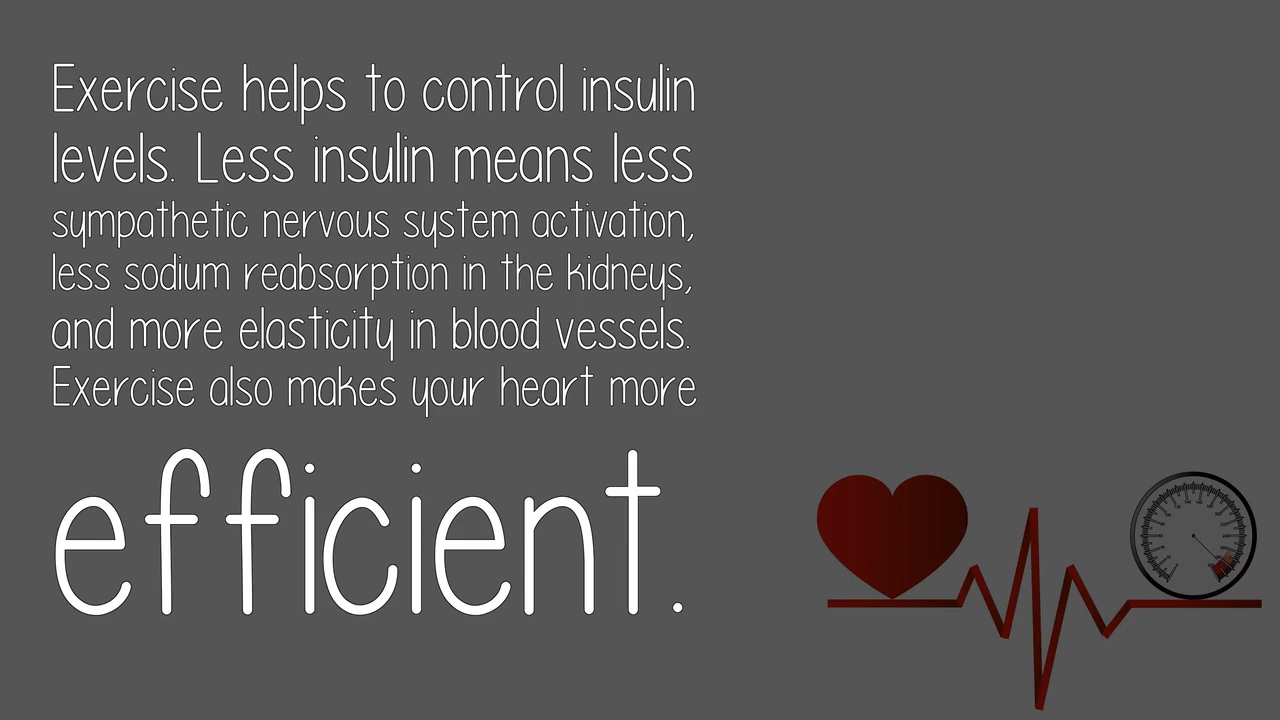 Exercise helps to control insulin
levels. Less insulin means less
sympathetic nervous system activation,
less sodium reabsorption in the kidneys,
and more elasticity in blood vessels.
Exercise also makes your heart more
efficient.